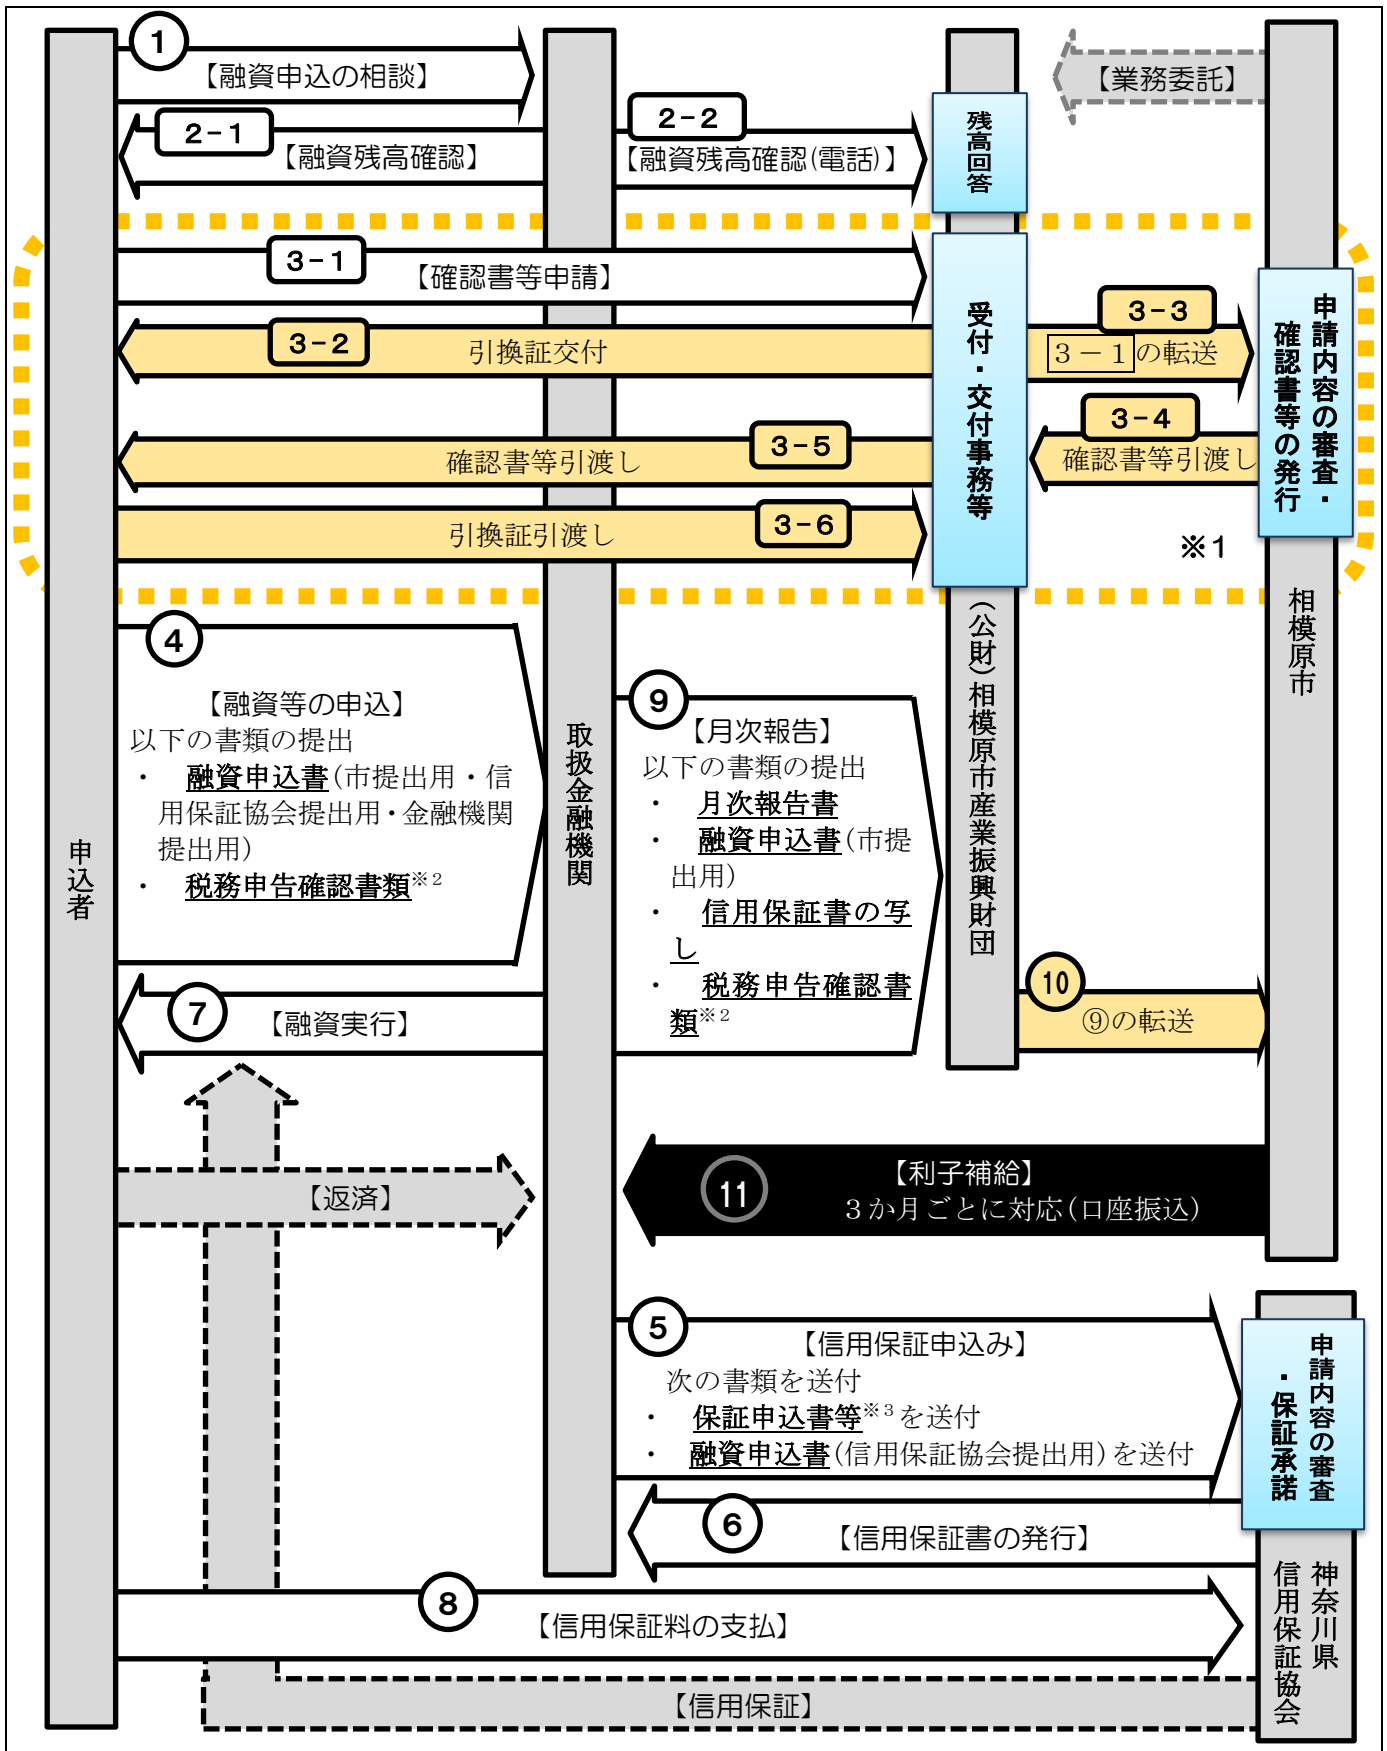 1
【融資申込の相談】
【業務委託】
2-1
【融資残高確認】
2-2
【融資残高確認(電話)】
残高回答
3-1
【確認書等申請】
3-2
引換証交付
3-3
3-1の転送
3-4
確認書等引渡し
3-5
確認書等引渡し
3-6
引換証引渡し
受付・交付事務等
申請内容の審査・
確認書等の発行
※1
4
【融資等の申込】
以下の書類の提出
・ 融資申込書(市提出用・信
用保証協会提出用・金融機関
提出用)
・ 税務申告確認書類※2
9
【月次報告】
以下の書類の提出
・ 月次報告書
・ 融資申込書(市提
出用)
・ 信用保証書の写
し
・ 税務申告確認書
類※2
申込者
取扱金融機関
(公財)相模原市産業振興財団
相模原市
7
【融資実行】
10
⑨の転送
【返済】
11
【利子補給】
3か月ごとに対応(口座振込)
5
【信用保証申込み】
次の書類を送付
・ 保証申込書等※3を送付
・ 融資申込書(信用保証協会提出用)を送付
申請内容の審査
・保証承諾
6
【信用保証書の発行】
8
【信用保証料の支払】
【信用保証】
神奈川県
信用保証協会